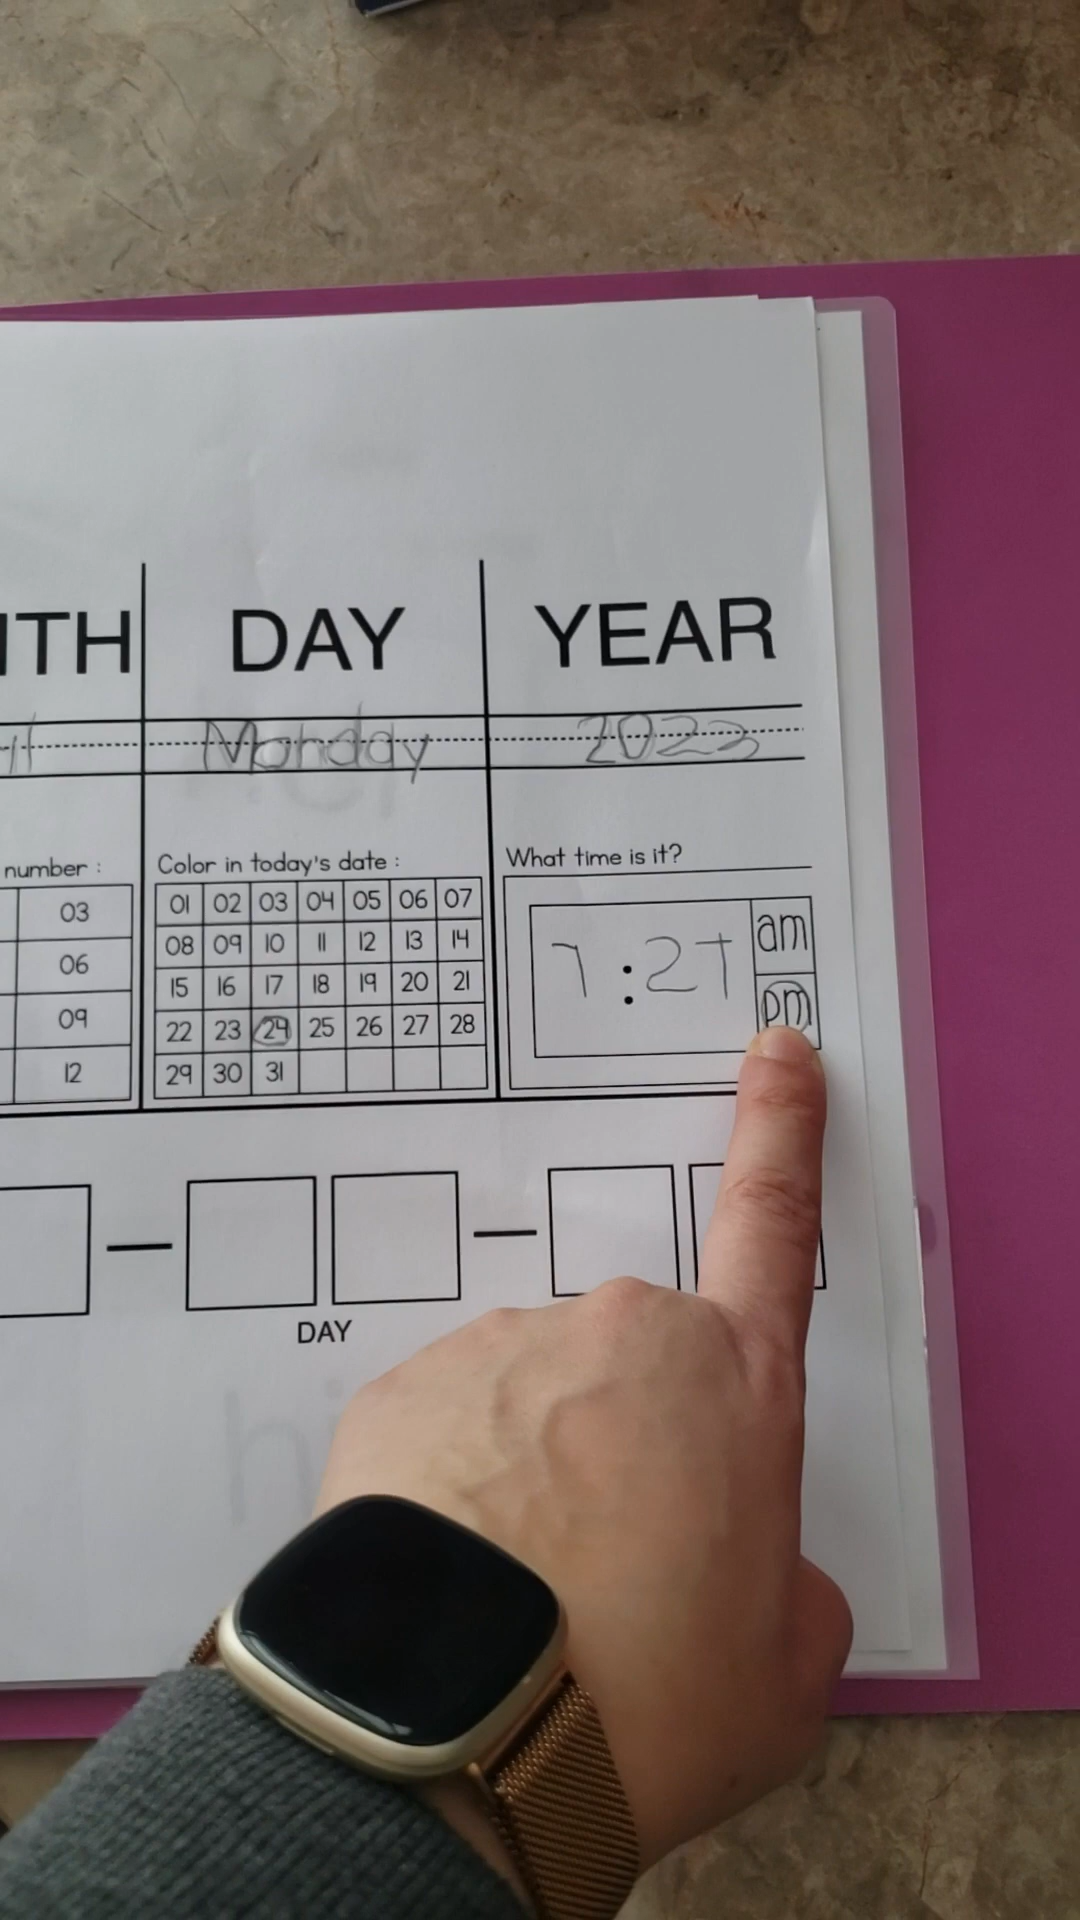 NTH DAY YEAR
Monday 2023
number : Color in today's date : What time is it?
03 01 02 03 04 05 06 07 am
06 08 09 10 11 12 13 14 7:27
09 15 16 17 18 19 20 21 pm
12 22 23 24 25 26 27 28
29 30 31
DAY